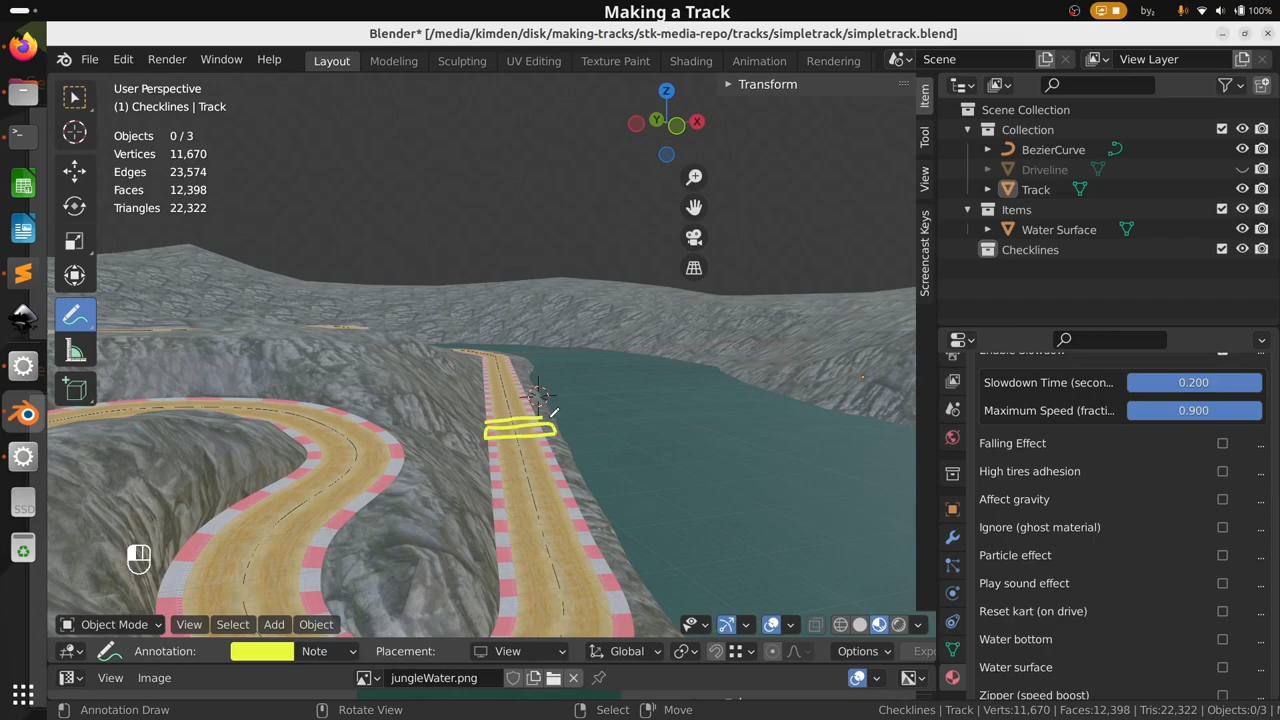 Making a Track
by₂
100%
Blender* [/media/kimden/disk/making-tracks/stk-media-repo/tracks/simpletrack/simpletrack.blend]
File Edit Render Window Help
Layout Modeling Sculpting UV Editing Texture Paint Shading Animation Rendering
Scene
View Layer
User Perspective
(1) Checklines | Track
Objects 0 / 3
Vertices 11,670
Edges 23,574
Faces 12,398
Triangles 22,322
Transform
Z
Y
X
Item
Tool
View
Screencast Keys
Scene Collection
Collection
BezierCurve
Driveline
Track
Items
Water Surface
Checklines
Slowdown Time (secon... 0.200
Maximum Speed (fracti... 0.900
Falling Effect ...
High tires adhesion ...
Affect gravity ...
Ignore (ghost material) ...
Particle effect ...
Play sound effect ...
Reset kart (on drive) ...
Water bottom ...
Water surface ...
Zipper (speed boost) ...
SSD
Object Mode View Select Add Object
Annotation: Note Placement: View Global Options
View Image jungleWater.png
Annotation Draw Rotate View Select Move
Checklines | Track | Verts:11,670 | Faces:12,398 | Tris:22,322 | Objects:0/3